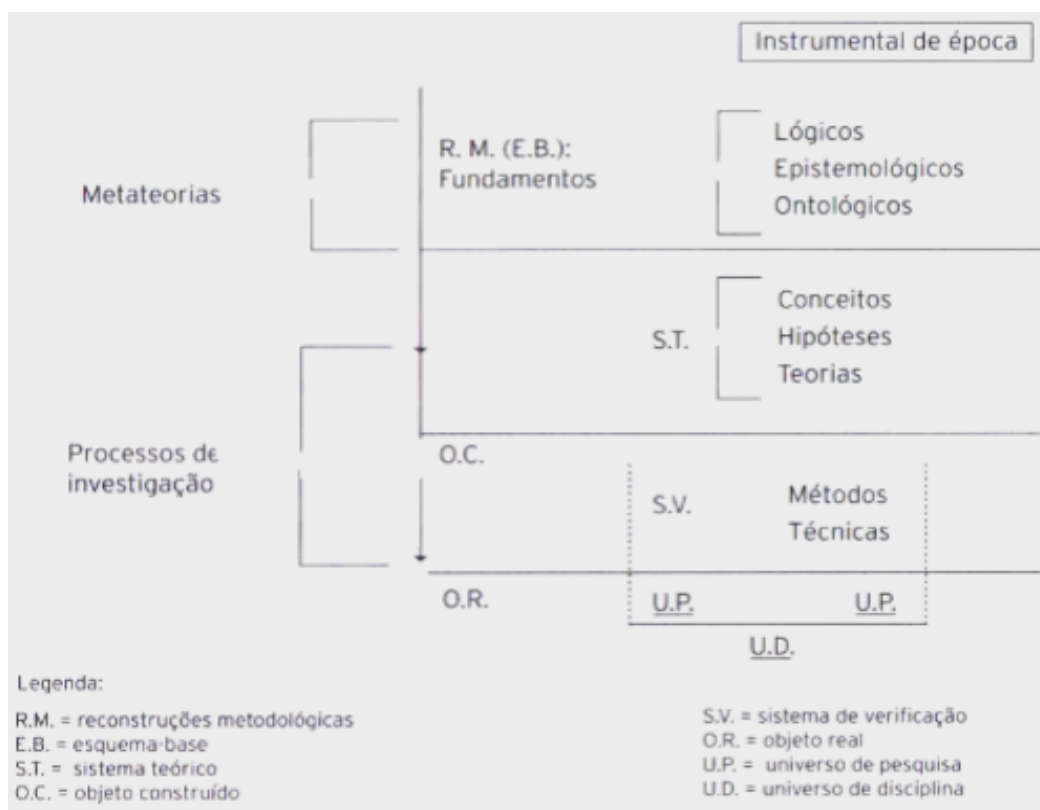 Instrumental de época
Metateorias
R. M. (E.B.):
Fundamentos
Lógicos
Epistemológicos
Ontológicos
S.T.
Conceitos
Hipóteses
Teorias
Processos de
investigação
O.C.
S.V.
Métodos
Técnicas
O.R.
U.P.
U.P.
U.D.
Legenda:
R.M. = reconstruções metodológicas
E.B. = esquema-base
S.T. = sistema teórico
O.C. = objeto construído
S.V. = sistema de verificação
O.R. = objeto real
U.P. = universo de pesquisa
U.D. = universo de disciplina